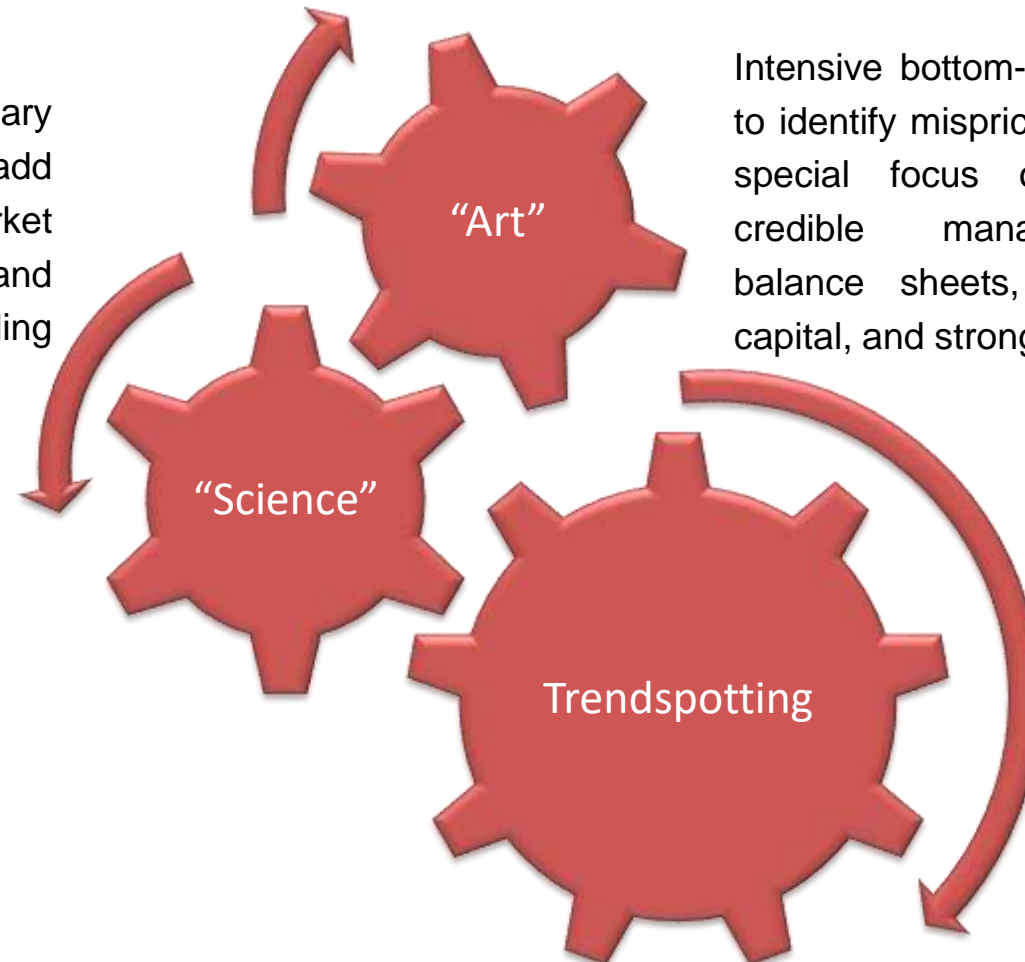 ary
add
rket
and
ling
“Art”
Intensive bottom-
to identify mispric
special focus
credible mana
balance sheets,
capital, and strong
“Science”
Trendspotting